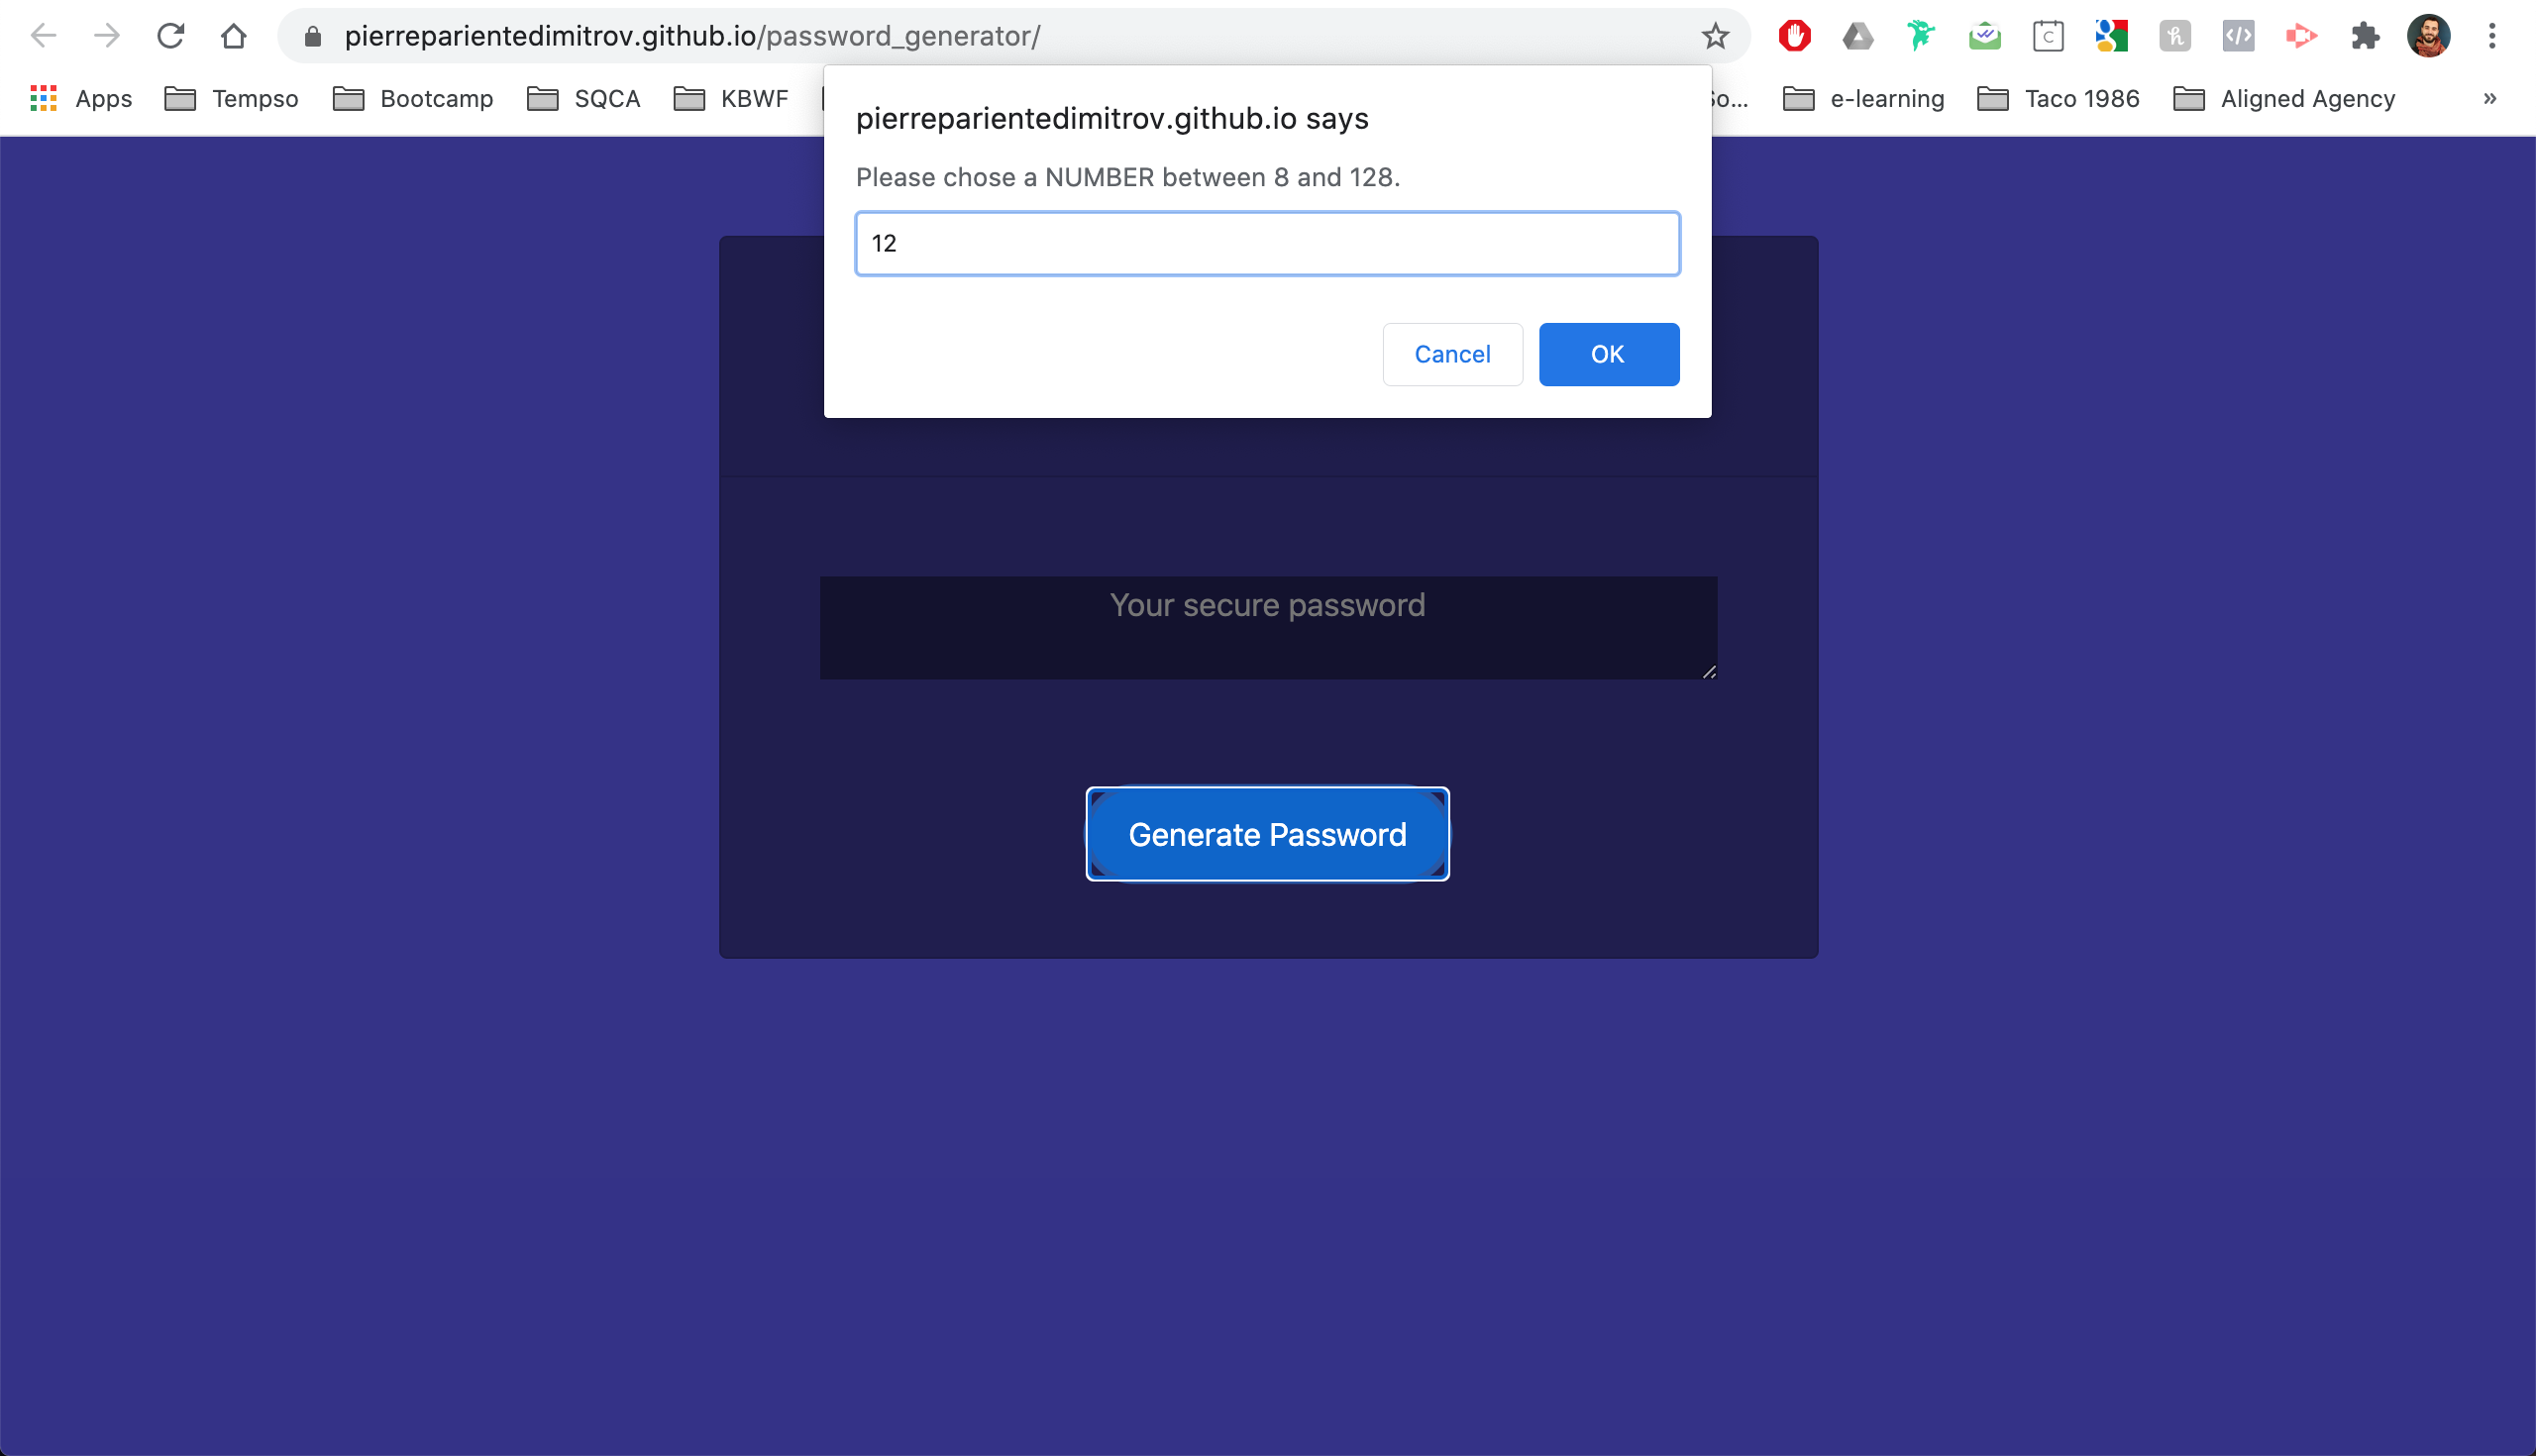 pierreparientedimitrov.github.io/password_generator/
Apps Tempso Bootcamp SQCA KBWF So... e-learning Taco 1986 Aligned Agency »
pierreparientedimitrov.github.io says
Please chose a NUMBER between 8 and 128.
12
Cancel OK
Your secure password
Generate Password